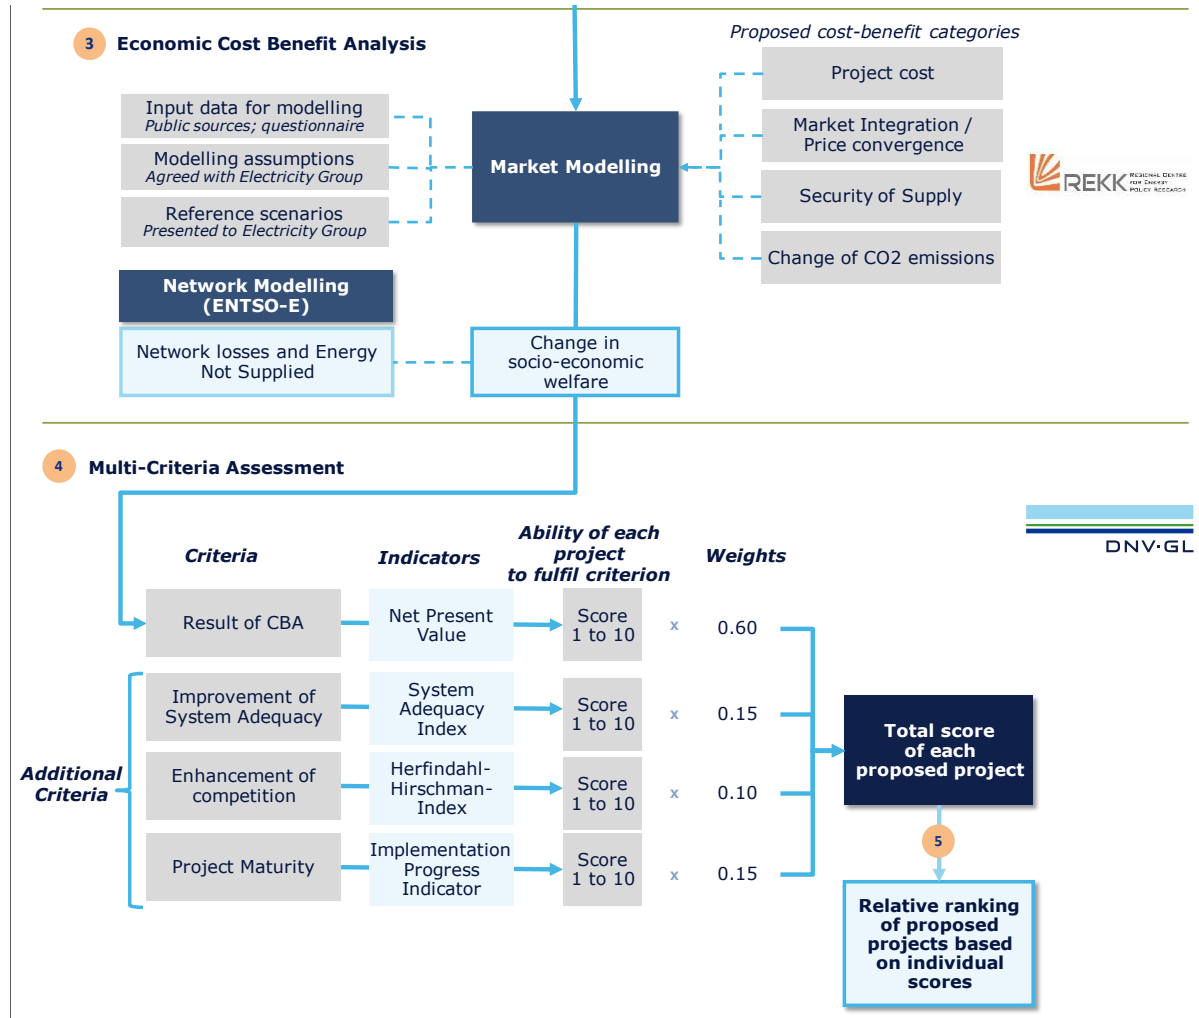 3
Economic Cost Benefit Analysis
Proposed cost-benefit categories
Input data for modelling
Public sources; questionnaire
Modelling assumptions
Agreed with Electricity Group
Reference scenarios
Presented to Electricity Group
Market Modelling
Project cost
Market Integration /
Price convergence
Security of Supply
Change of CO2 emissions
REKK
REGIONAL CENTRE
FOR ENERGY
POLICY RESEARCH
Network Modelling
(ENTSO-E)
Network losses and Energy
Not Supplied
Change in
socio-economic
welfare
4
Multi-Criteria Assessment
DNV·GL
Criteria
Indicators
Ability of each
project
to fulfil criterion
Weights
Result of CBA
Net Present
Value
Score
1 to 10
x
0.60
Additional
Criteria
Improvement of
System Adequacy
System
Adequacy
Index
Score
1 to 10
x
0.15
Enhancement of
competition
Herfindahl-
Hirschman-
Index
Score
1 to 10
x
0.10
Project Maturity
Implementation
Progress
Indicator
Score
1 to 10
x
0.15
Total score
of each
proposed project
5
Relative ranking
of proposed
projects based
on individual
scores